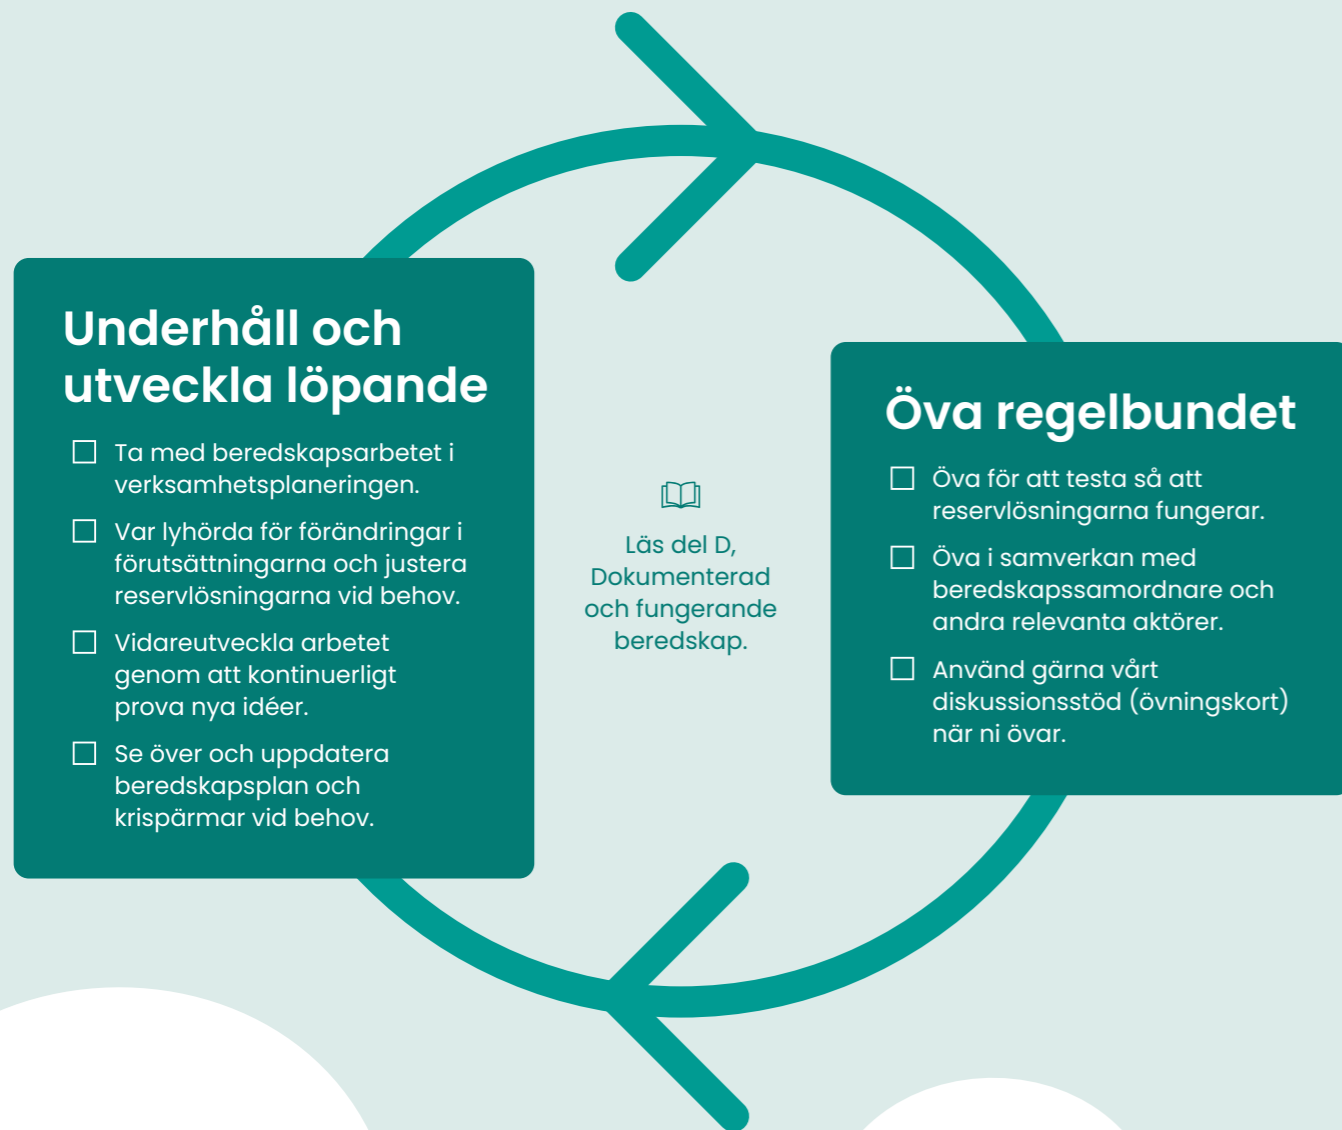 Underhåll och
utveckla löpande
Ta med beredskapsarbetet i
verksamhetsplaneringen.
Var lyhörda för förändringar i
förutsättningarna och justera
reservlösningarna vid behov.
Vidareutveckla arbetet
genom att kontinuerligt
prova nya idéer.
Se över och uppdatera
beredskapsplan och
krispärmar vid behov.
Läs del D,
Dokumenterad
och fungerande
beredskap.
Öva regelbundet
Öva för att testa så att
reservlösningarna fungerar.
Öva i samverkan med
beredskapssamordnare och
andra relevanta aktörer.
Använd gärna vårt
diskussionsstöd (övningskort)
när ni övar.